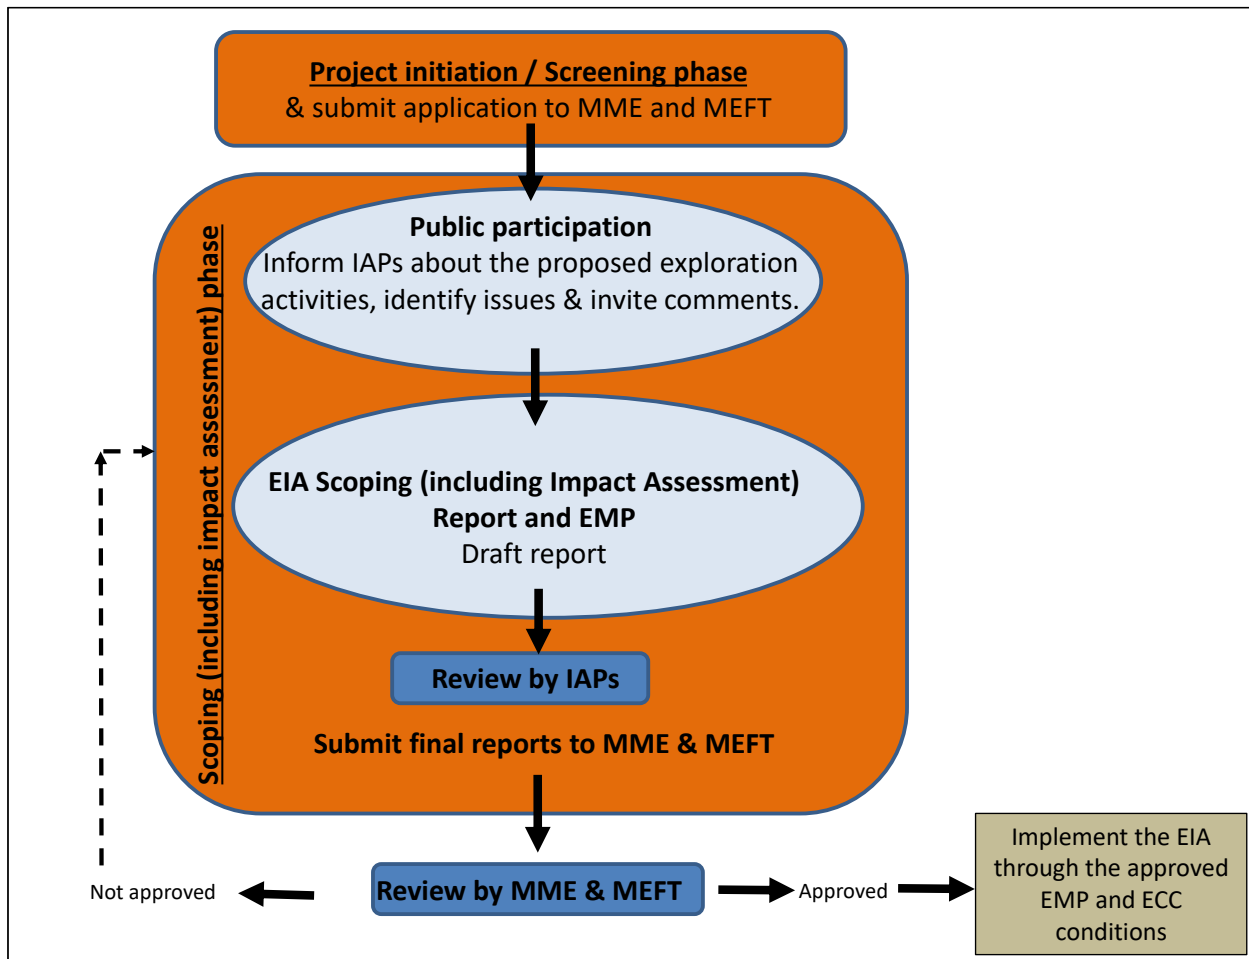 Project initiation / Screening phase
& submit application to MME and MEFT
Scoping (including impact assessment) phase
Public participation
Inform IAPs about the proposed exploration
activities, identify issues & invite comments.
EIA Scoping (including Impact Assessment)
Report and EMP
Draft report
Review by IAPs
Submit final reports to MME & MEFT
Not approved
Review by MME & MEFT
Approved
Implement the EIA
through the approved
EMP and ECC
conditions